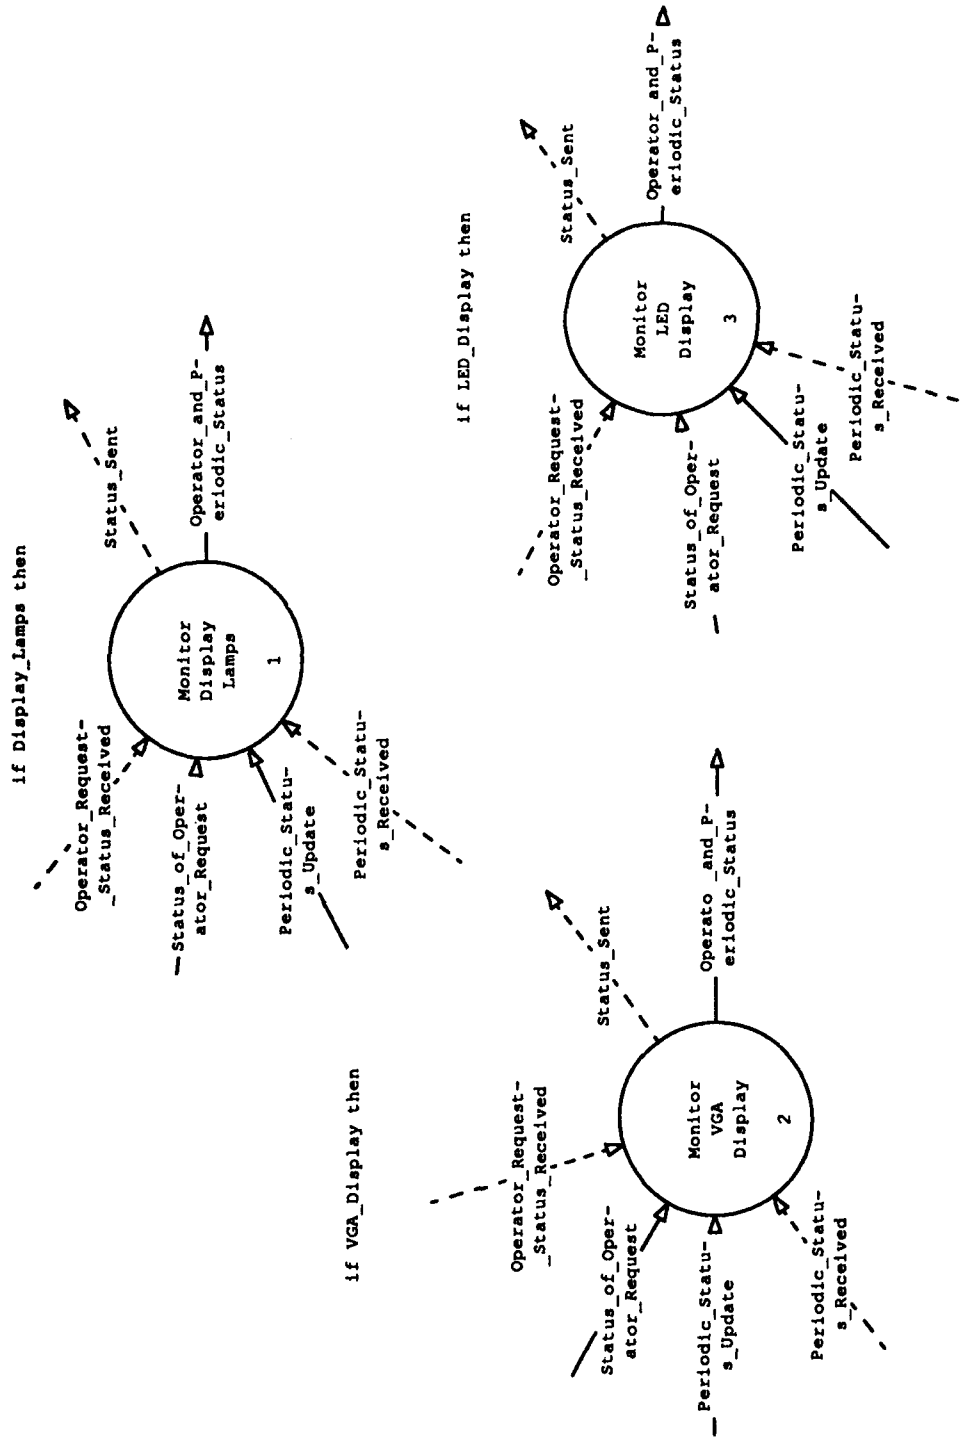 if Display_Lamps then
Operator_Request-
_Status_Received
Status_of_Oper-
ator_Request
Periodic_Statu-
s_Update
Periodic_Statu-
s_Received
Monitor
Display
Lamps
1
Status_Sent
Operator_and_P-
eriodic_Status
if VGA_Display then
Operator_Request-
_Status_Received
Status_of_Oper-
ator_Request
Periodic_Statu-
s_Update
Periodic_Statu-
s_Received
Monitor
VGA
Display
2
Status_Sent
Operato _and_P-
eriodic_Status
if LED_Display then
Operator_Request-
_Status_Received
Status_of_Oper-
ator_Request
Periodic_Statu-
s_Update
Periodic_Statu-
s_Received
Monitor
LED
Display
3
Status_Sent
Operator_and_P-
eriodic_Status